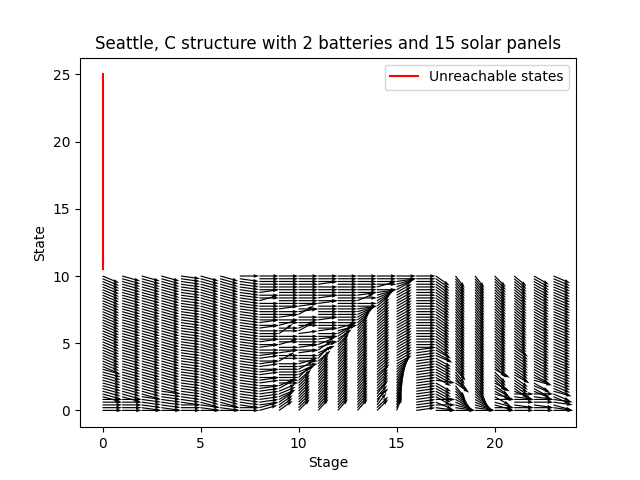 Seattle, C structure with 2 batteries and 15 solar panels
Unreachable states
25
20
15
10
5
0
State
0 5 10 15 20
Stage